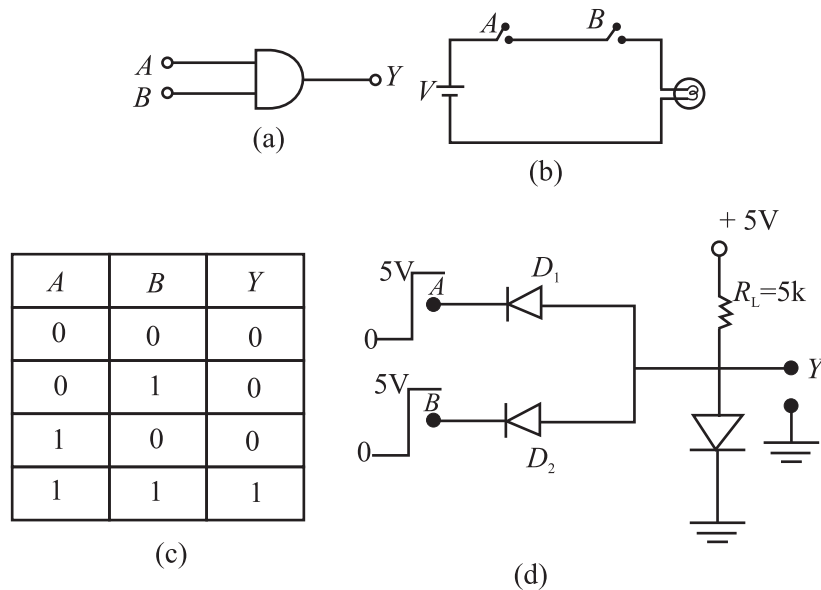 A
B
Y
(a)
A
B
V
(b)
A B Y
0 0 0
0 1 0
1 0 0
1 1 1
(c)
+ 5V
5V
A
D₁
0
R_L=5k
Y
5V
B
D₂
0
(d)